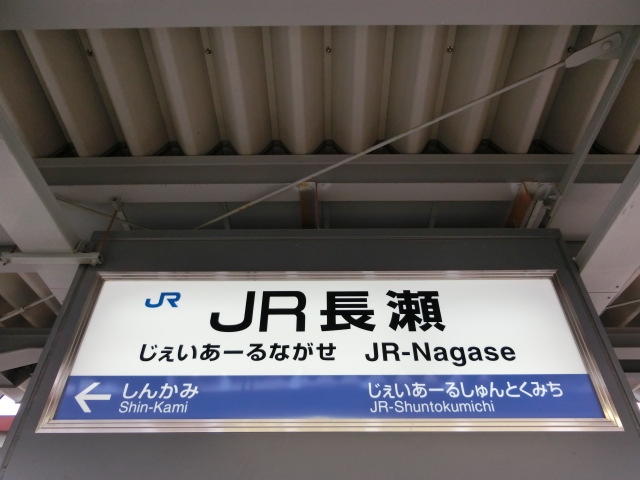 JR
JR長瀬
じぇいあーるながせ JR-Nagase
しんかみ じぇいあーるしゅんとくみち
Shin-Kami JR-Shuntokumichi